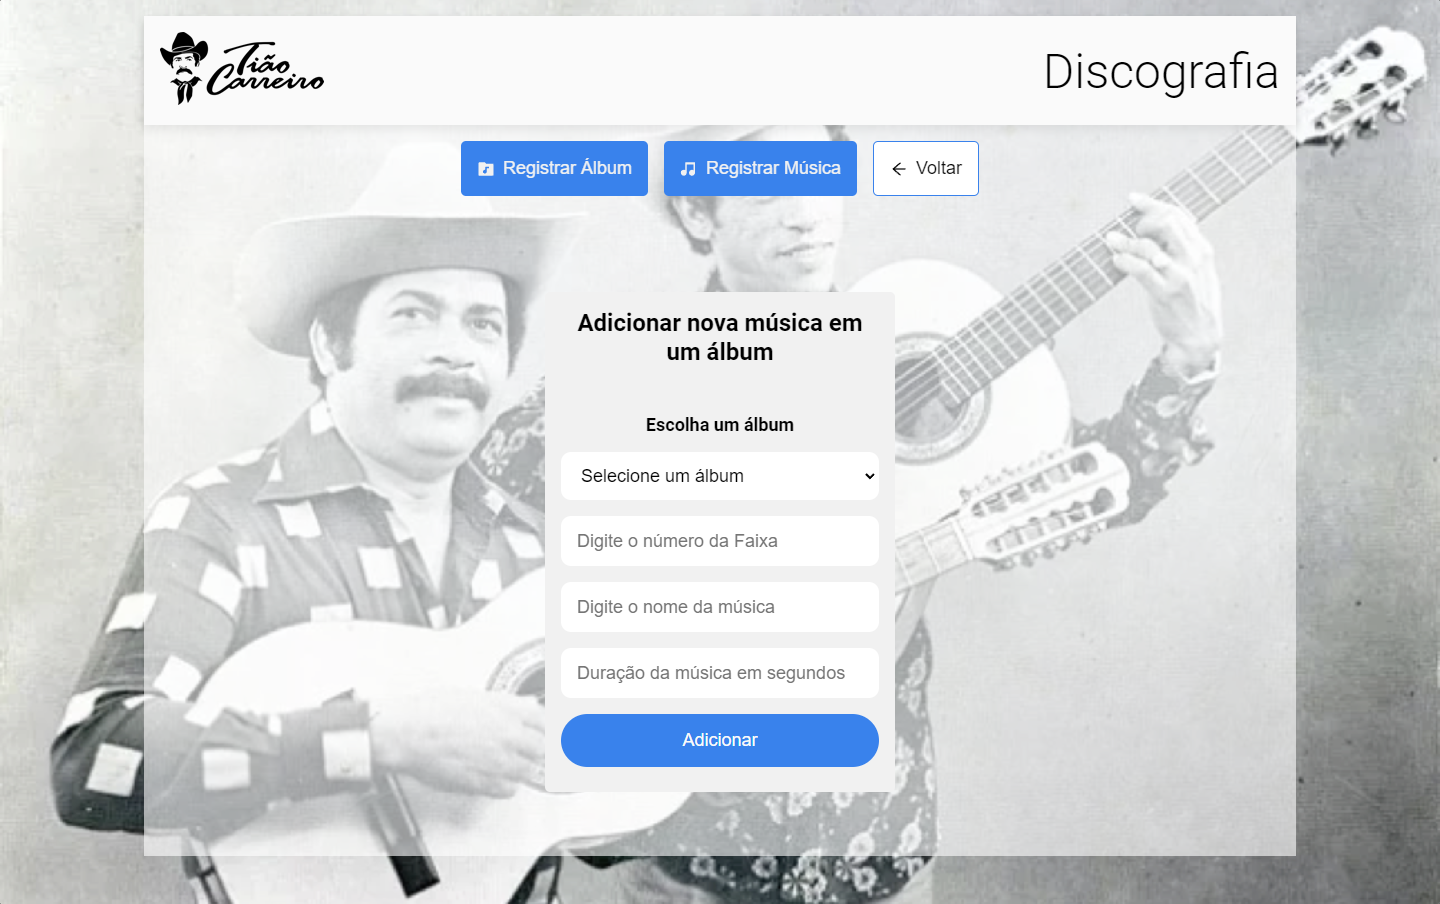 Tião
Carreiro
Discografia
Registrar Álbum
Registrar Música
Voltar
Adicionar nova música em
um álbum
Escolha um álbum
Selecione um álbum
Digite o número da Faixa
Digite o nome da música
Duração da música em segundos
Adicionar